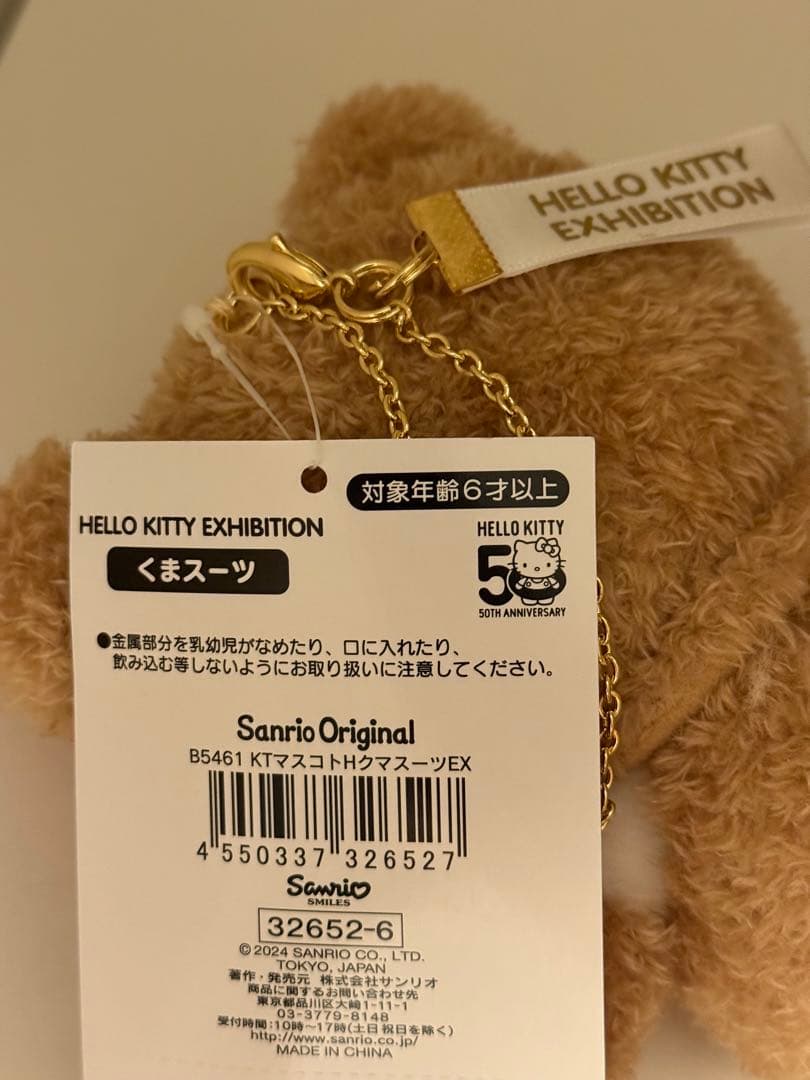 HELLO KITTY
EXHIBITION
対象年齢6才以上
HELLO KITTY EXHIBITION
くまスーツ
HELLO KITTY
50
50TH ANNIVERSARY
●金属部分を乳幼児がなめたり、口に入れたり、
飲み込む等しないようにお取り扱いに注意してください。
Sanrio Original
B5461 KTマスコトHクマスーツEX
4 550337 326527
Sanrio
SMILES
32652-6
©2024 SANRIO CO., LTD.
TOKYO, JAPAN
著作・発売元 株式会社サンリオ
商品に関するお問い合わせ先
東京都品川区大崎1-11-1
03-3779-8148
受付時間:10時～17時(土日祝日を除く)
http://www.sanrio.co.jp/
MADE IN CHINA